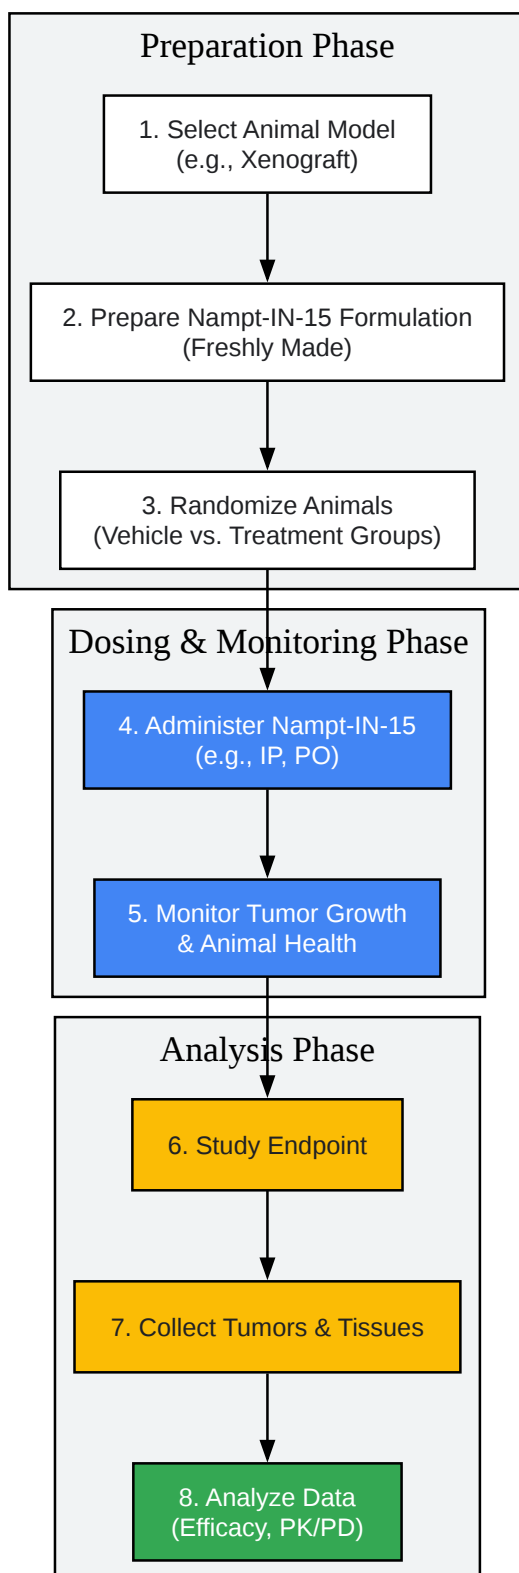 Preparation Phase
1. Select Animal Model
(e.g., Xenograft)
2. Prepare Nampt-IN-15 Formulation
(Freshly Made)
3. Randomize Animals
(Vehicle vs. Treatment Groups)
Dosing & Monitoring Phase
4. Administer Nampt-IN-15
(e.g., IP, PO)
5. Monitor Tumor Growth
& Animal Health
Analysis Phase
6. Study Endpoint
7. Collect Tumors & Tissues
8. Analyze Data
(Efficacy, PK/PD)